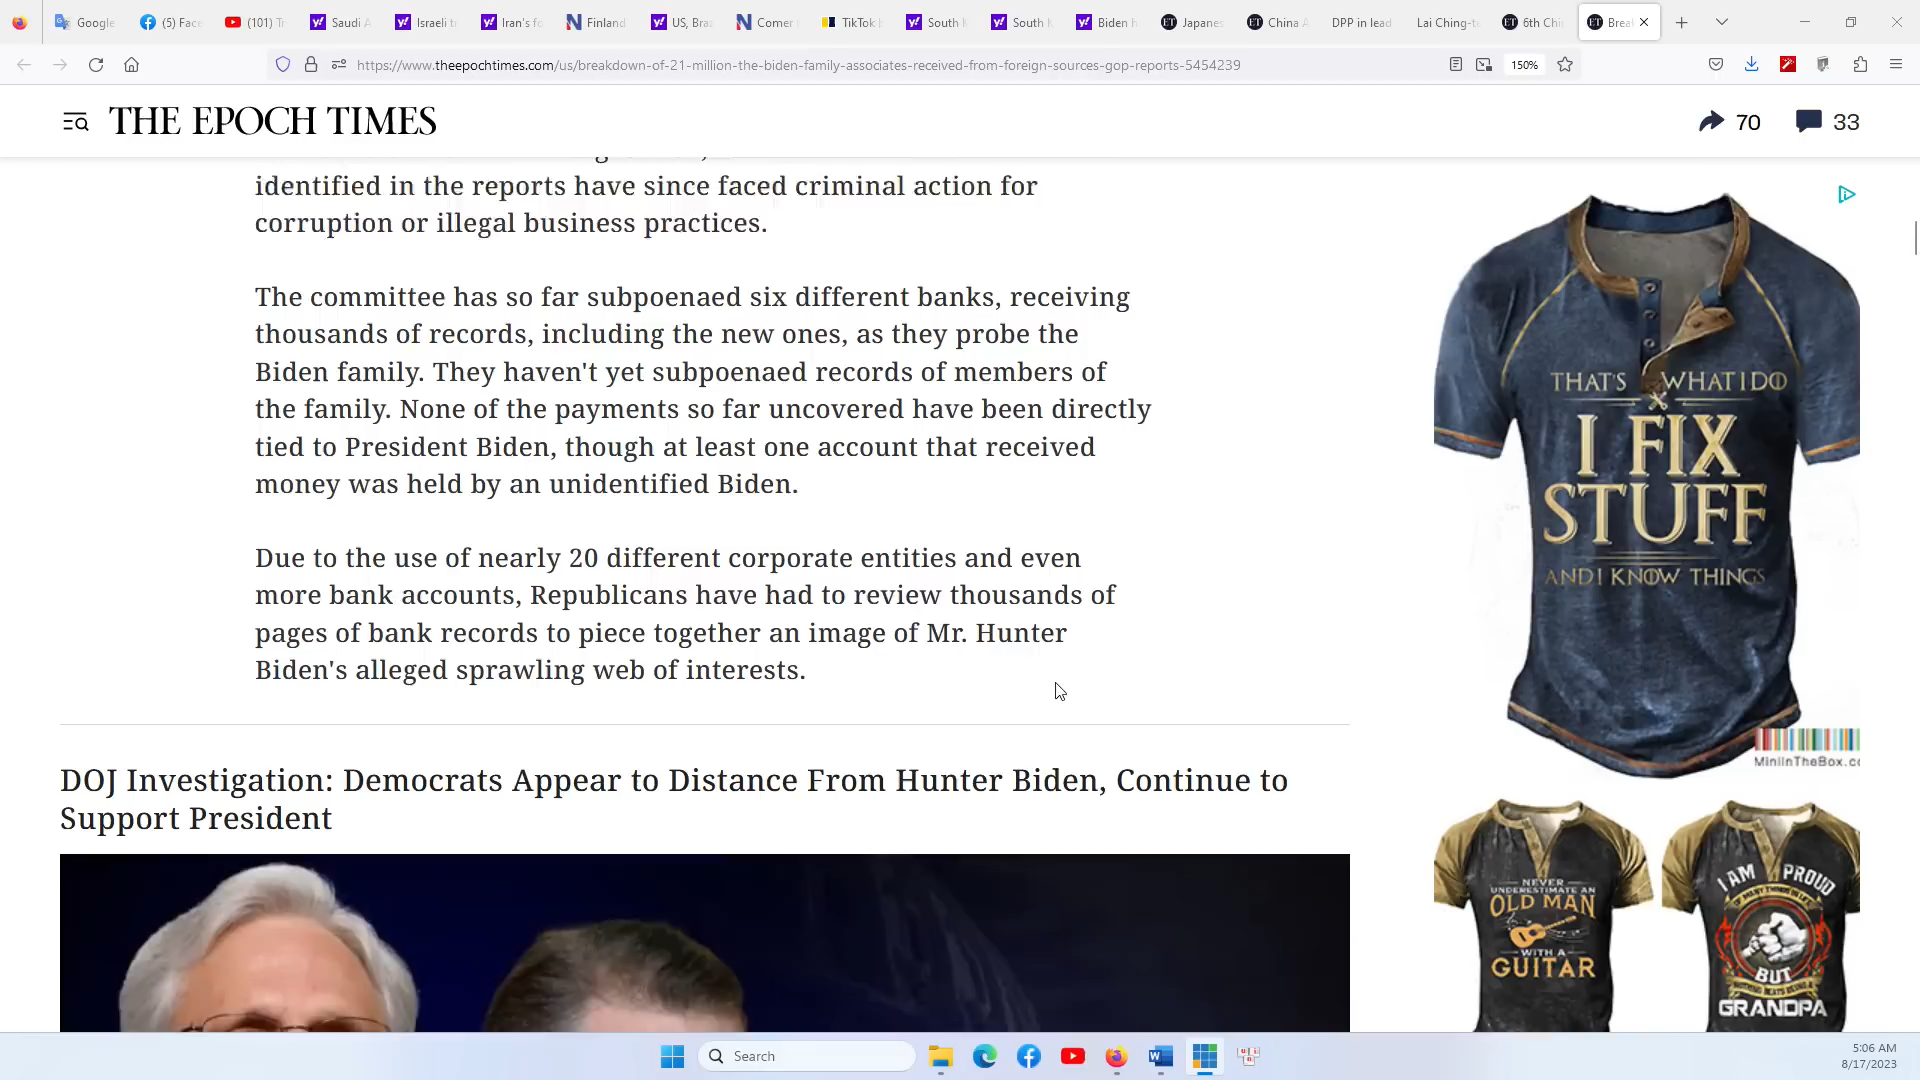 Google
(5) Face
(101) Tr
Saudi A
Israeli t
Iran's fo
Finland
US, Braz
Comer
TikTok b
South K
South K
Biden h
Japanes
China A
DPP in lead
Lai Ching-te
6th Chi
Brea
https://www.theepochtimes.com/us/breakdown-of-21-million-the-biden-family-associates-received-from-foreign-sources-gop-reports-5454239
150%
THE EPOCH TIMES
70
33
identified in the reports have since faced criminal action for
corruption or illegal business practices.
The committee has so far subpoenaed six different banks, receiving
thousands of records, including the new ones, as they probe the
Biden family. They haven't yet subpoenaed records of members of
the family. None of the payments so far uncovered have been directly
tied to President Biden, though at least one account that received
money was held by an unidentified Biden.
Due to the use of nearly 20 different corporate entities and even
more bank accounts, Republicans have had to review thousands of
pages of bank records to piece together an image of Mr. Hunter
Biden's alleged sprawling web of interests.
DOJ Investigation: Democrats Appear to Distance From Hunter Biden, Continue to
Support President
THAT'S WHAT I DO
I FIX
STUFF
AND I KNOW THINGS
MiniInTheBox.co
NEVER
UNDERESTIMATE AN
OLD MAN
WITH A
GUITAR
I AM PROUD
BUT
GRANDPA
Search
5:06 AM
8/17/2023